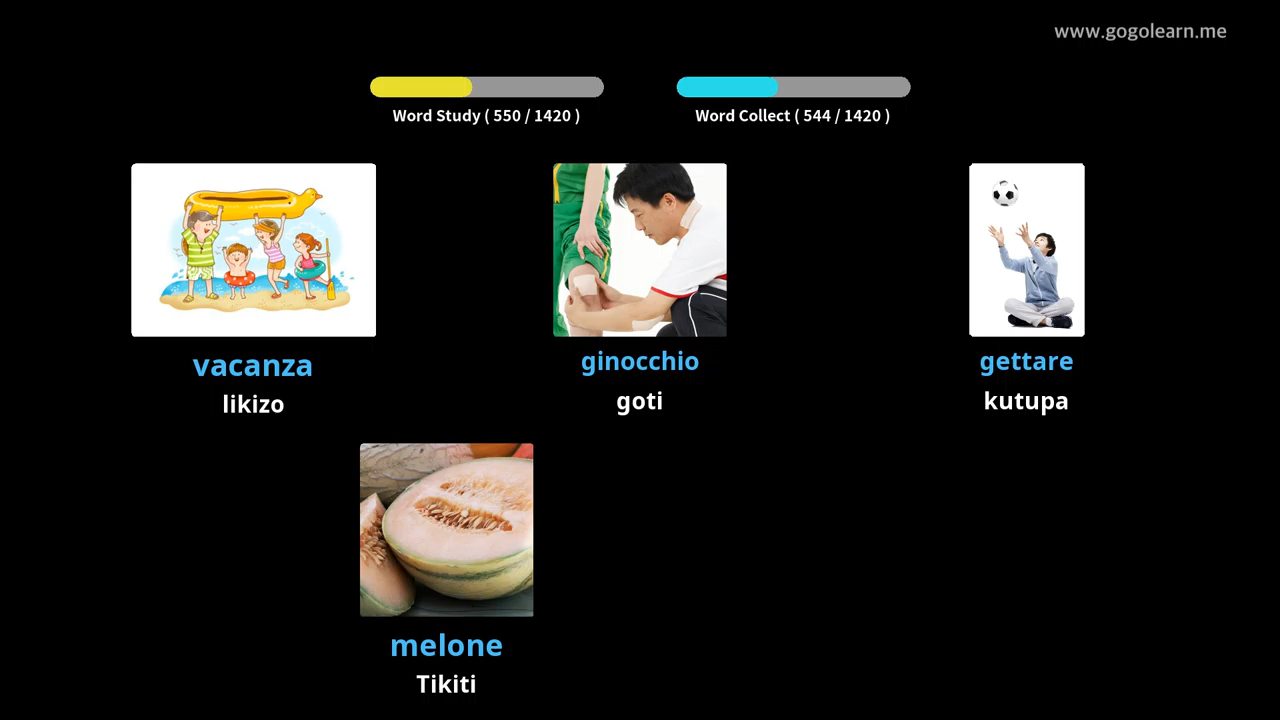 www.gogolearn.me
Word Study ( 550 / 1420 )
Word Collect ( 544 / 1420 )
vacanza
likizo
ginocchio
goti
gettare
kutupa
melone
Tikiti